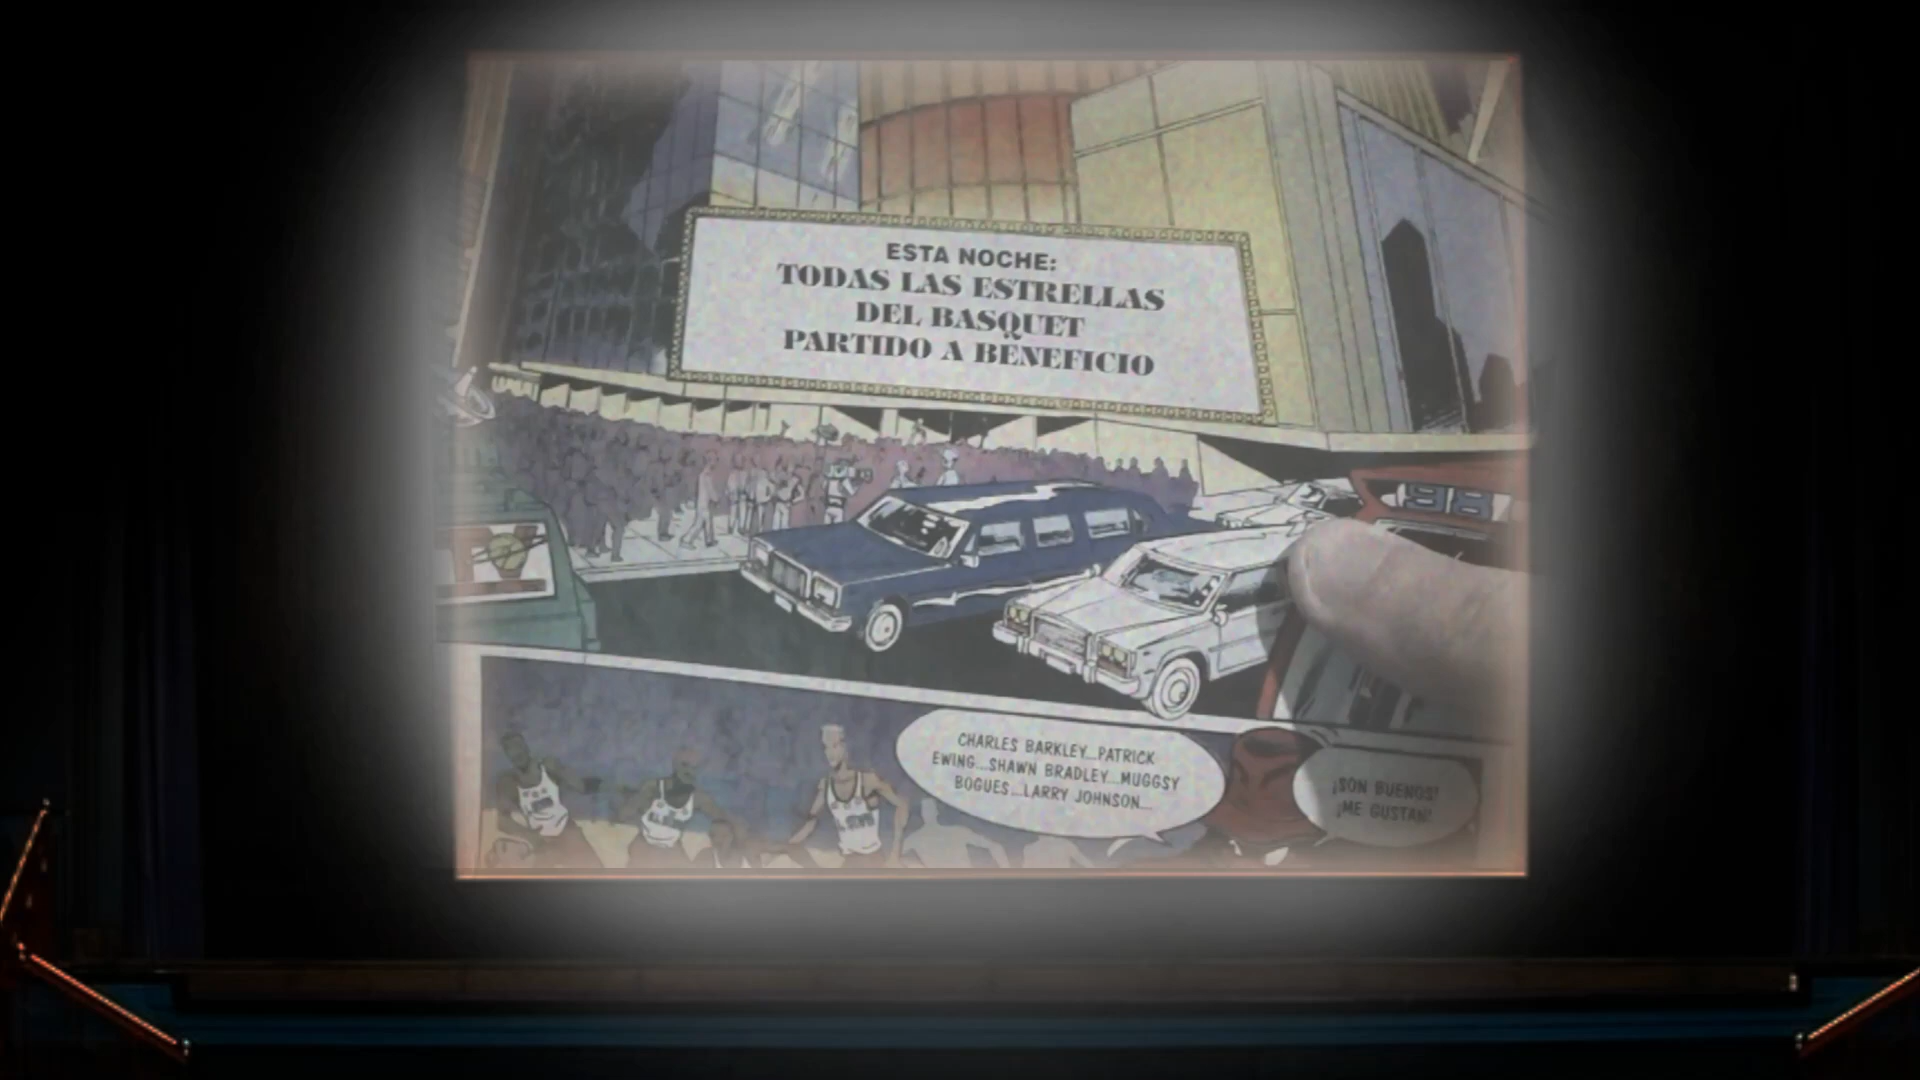 ESTA NOCHE:
TODAS LAS ESTRELLAS
DEL BASQUET
PARTIDO A BENEFICIO
98
CHARLES BARKLEY...PATRICK
EWING...SHAWN BRADLEY...MUGGSY
BOGUES...LARRY JOHNSON...
¡SON BUENOS!
¡ME GUSTAN!